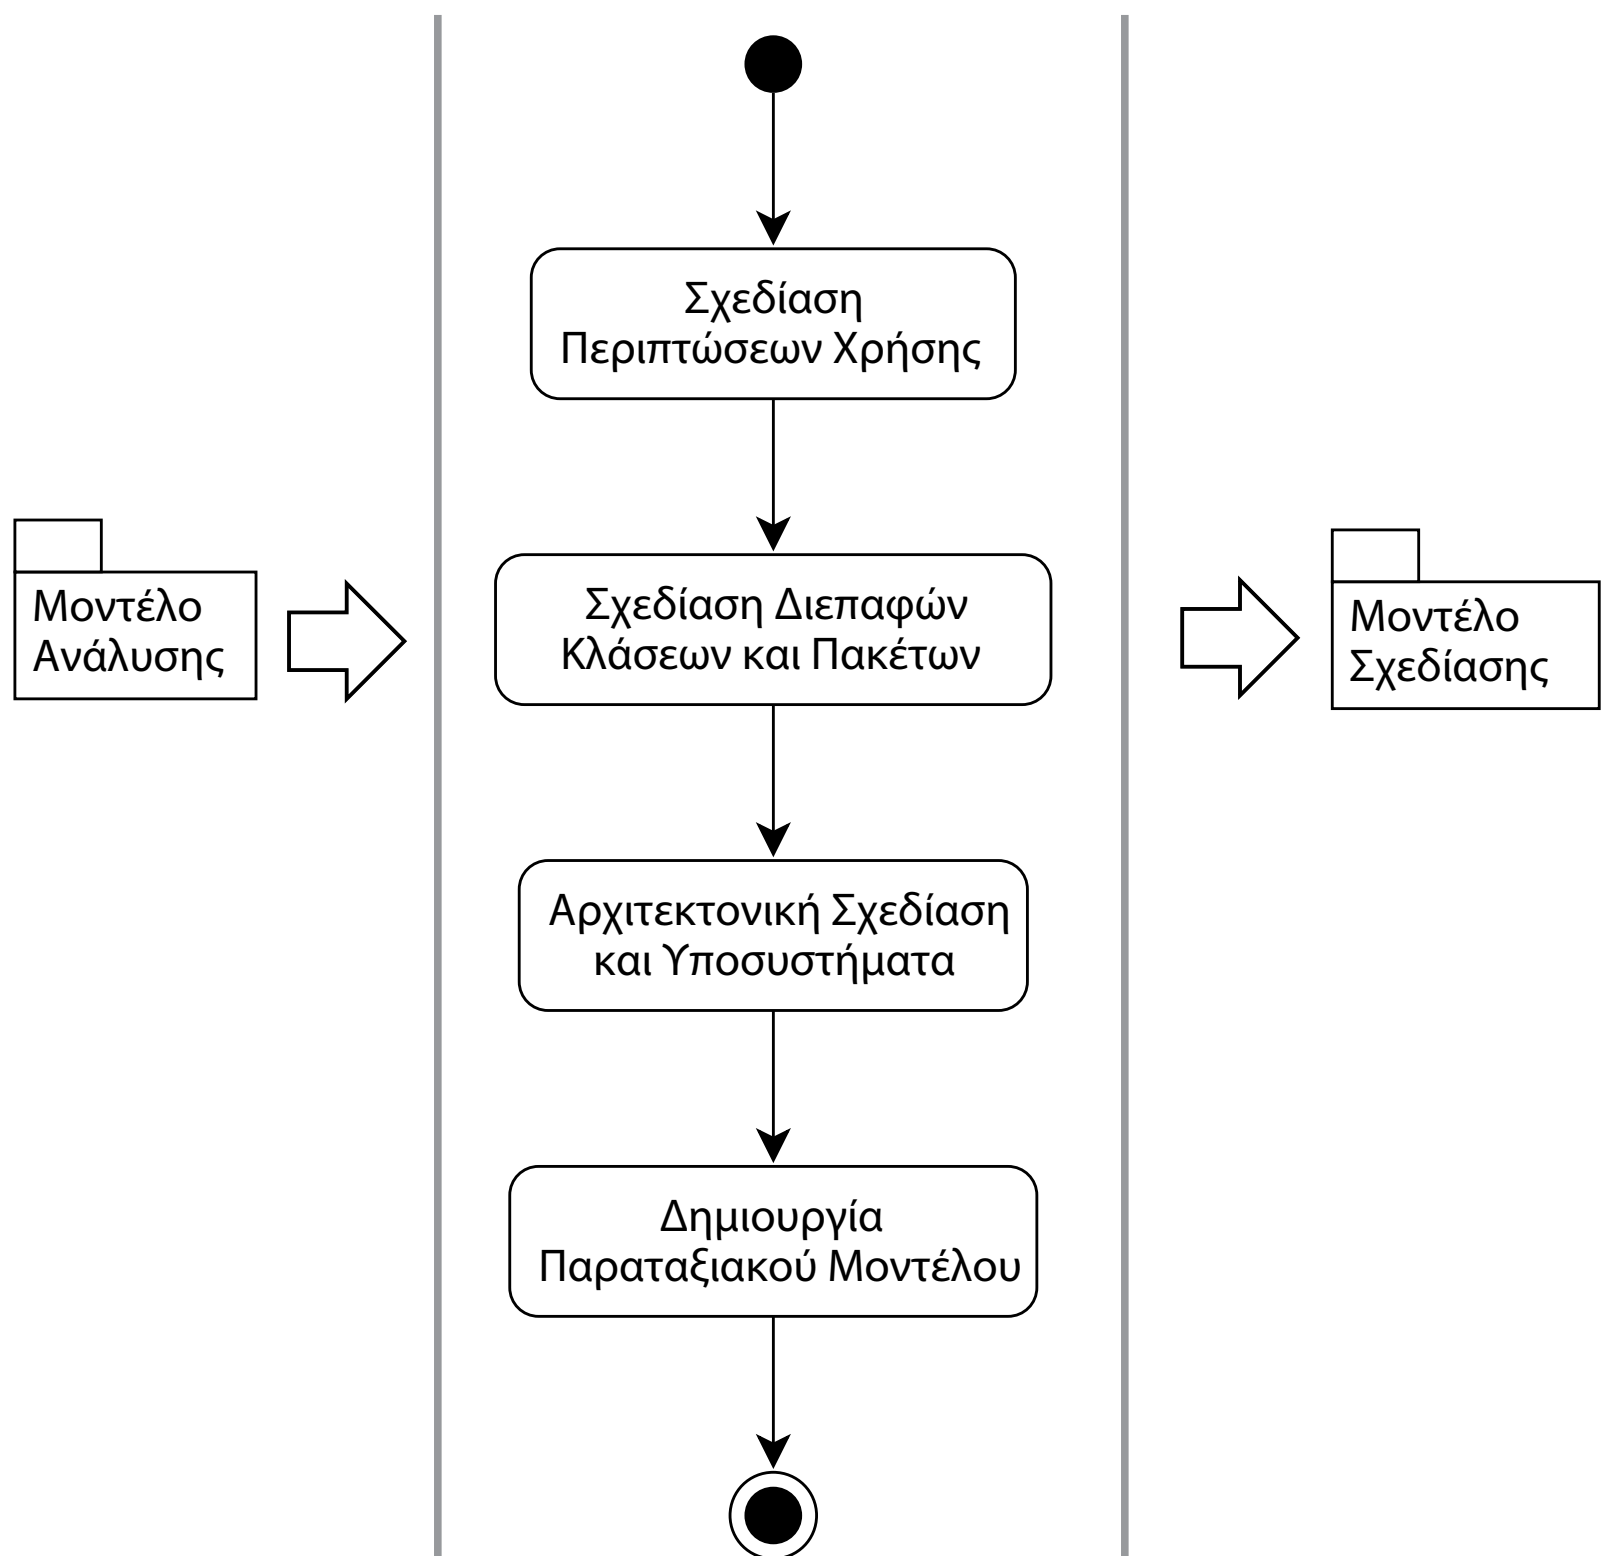 Σχεδίαση
Περιπτώσεων Χρήσης
Μοντέλο
Ανάλυσης
Σχεδίαση Διεπαφών
Κλάσεων και Πακέτων
Μοντέλο
Σχεδίασης
Αρχιτεκτονική Σχεδίαση
και Υποσυστήματα
Δημιουργία
Παραταξιακού Μοντέλου